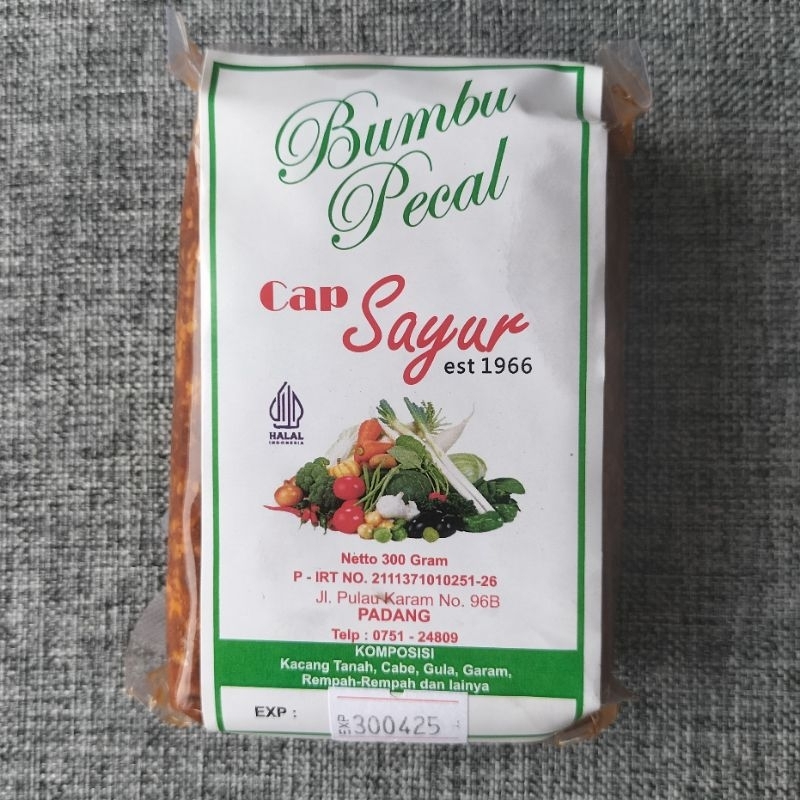 Bumbu
Pecal
Cap Sayur
est 1966
HALAL
INDONESIA
Netto 300 Gram
P - IRT NO. 2111371010251-26
Jl. Pulau Karam No. 96B
PADANG
Telp : 0751 - 24809
KOMPOSISI
Kacang Tanah, Cabe, Gula, Garam,
Rempah-Rempah dan lainya
EXP :
EXP 300425